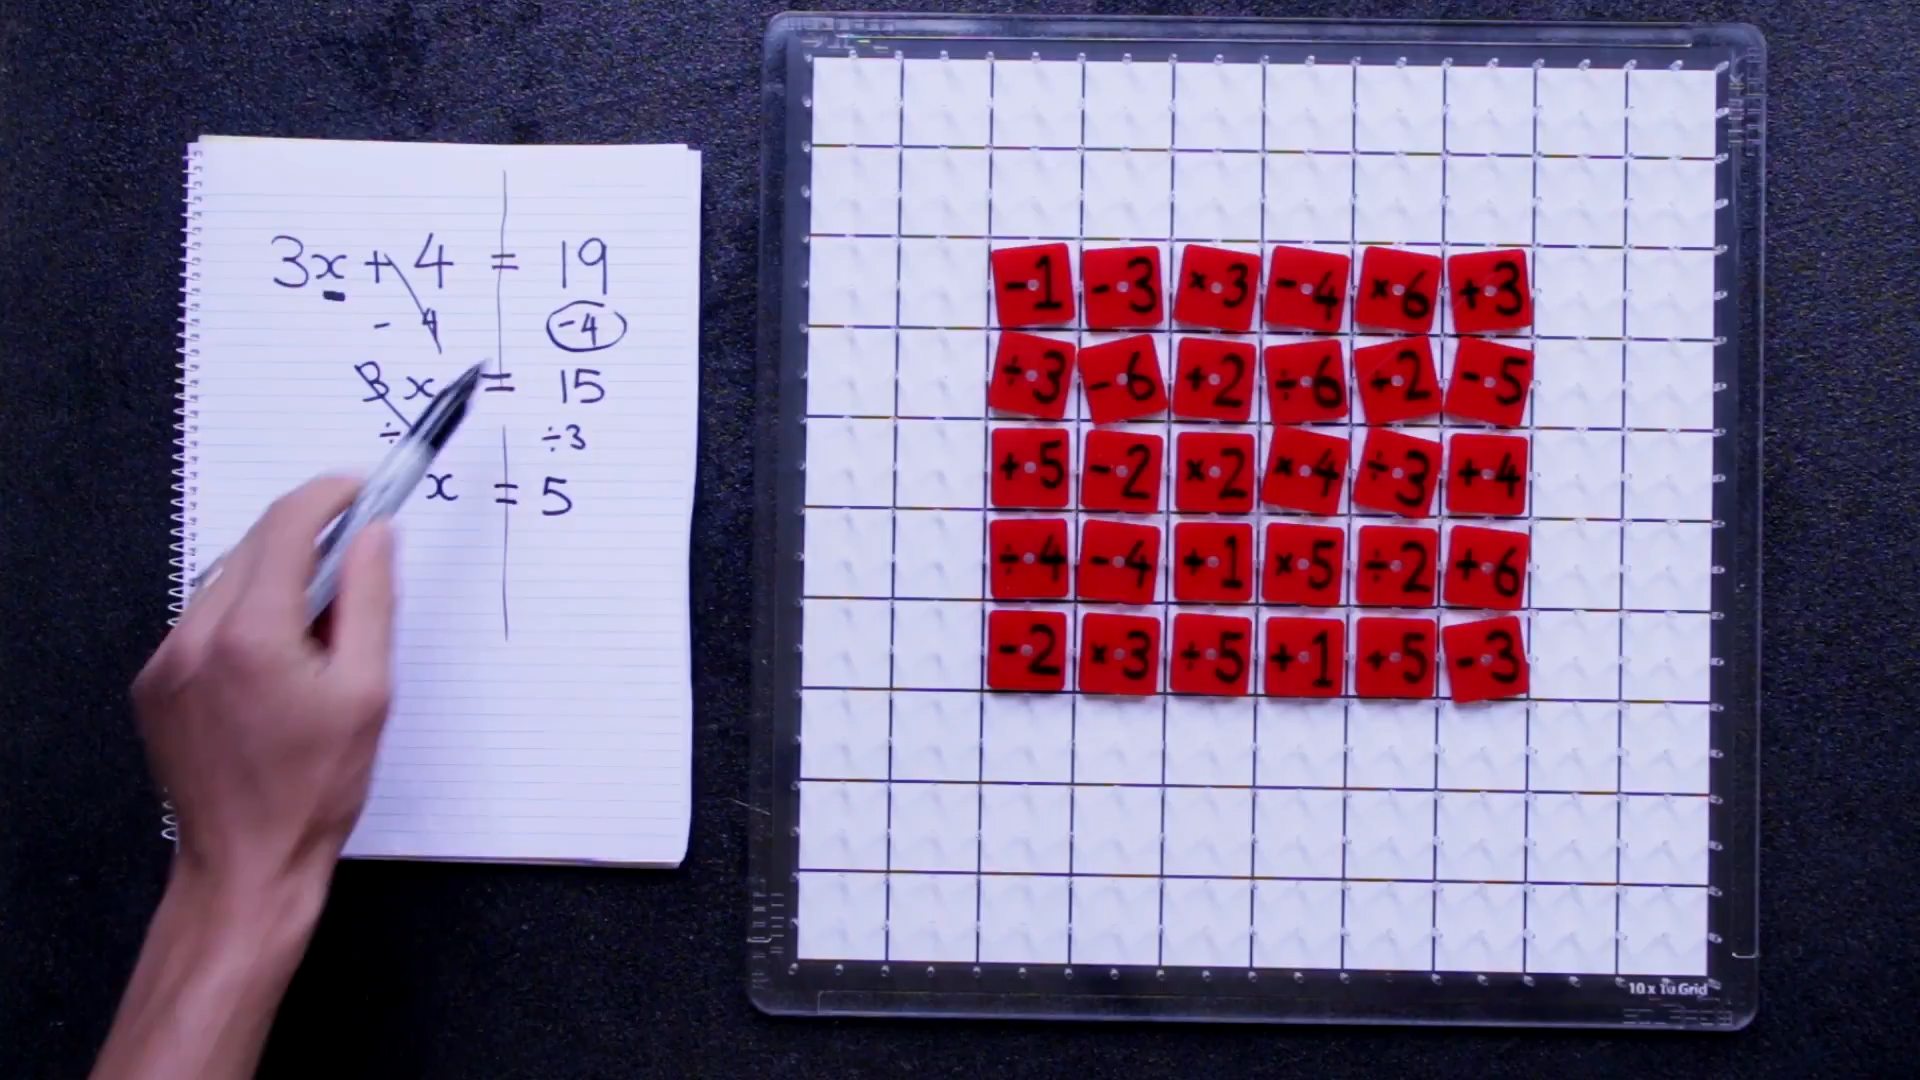 3x + 4 = 19
- 4 -4
3x = 15
÷ ÷3
x = 5
-1 -3 ×3 -4 ×6 +3
÷3 -6 +2 ÷6 +2 -5
+5 -2 ×2 ×4 ÷3 +4
÷4 -4 +1 ×5 ÷2 +6
-2 ×3 ÷5 +1 +5 -3
10 x 10 Grid